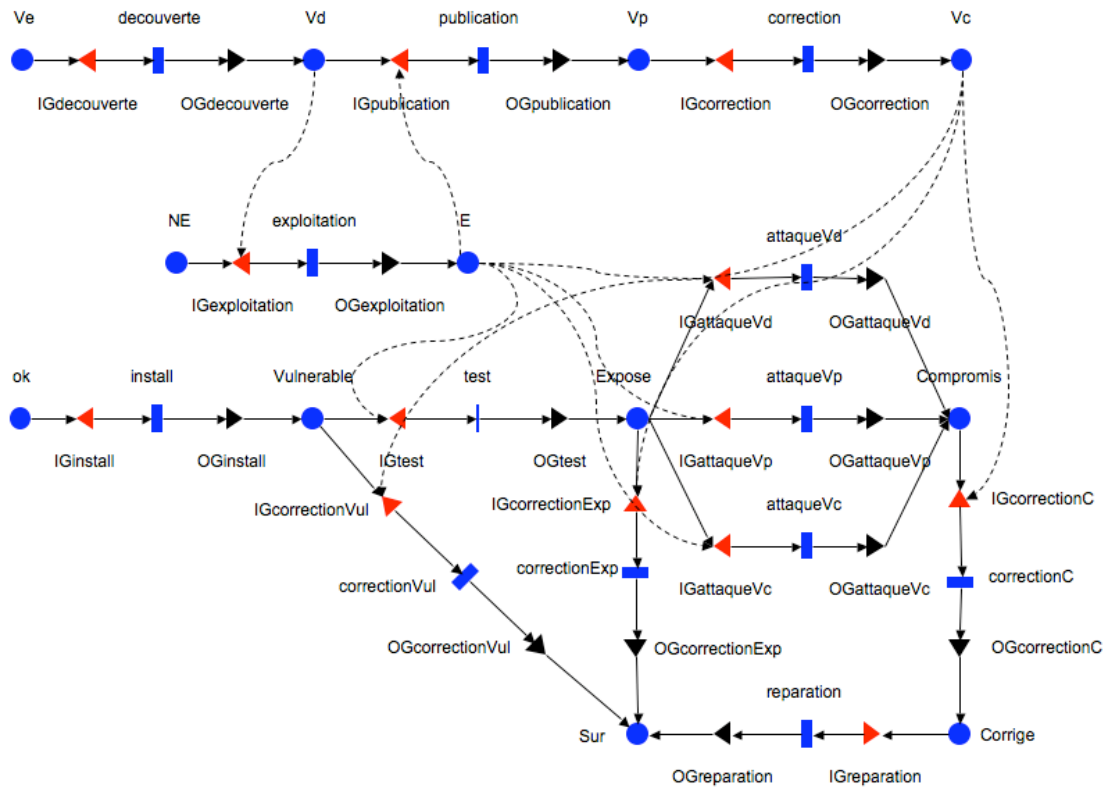 Ve decouverte Vd publication Vp correction Vc
IGdecouverte OGdecouverte IGpublication OGpublication IGcorrection OGcorrection
NE exploitation E attaqueVd
IGexploitation OGexploitation IGattaqueVd OGattaqueVd
ok install Vulnerable test Expose attaqueVp Compromis
IGinstall OGinstall IGtest OGtest IGattaqueVp OGattaqueVp
IGcorrectionVul IGcorrectionExp attaqueVc IGcorrectionC
correctionVul correctionExp IGattaqueVc OGattaqueVc correctionC
OGcorrectionVul OGcorrectionExp OGcorrectionC
reparation
Sur Corrige
OGreparation IGreparation